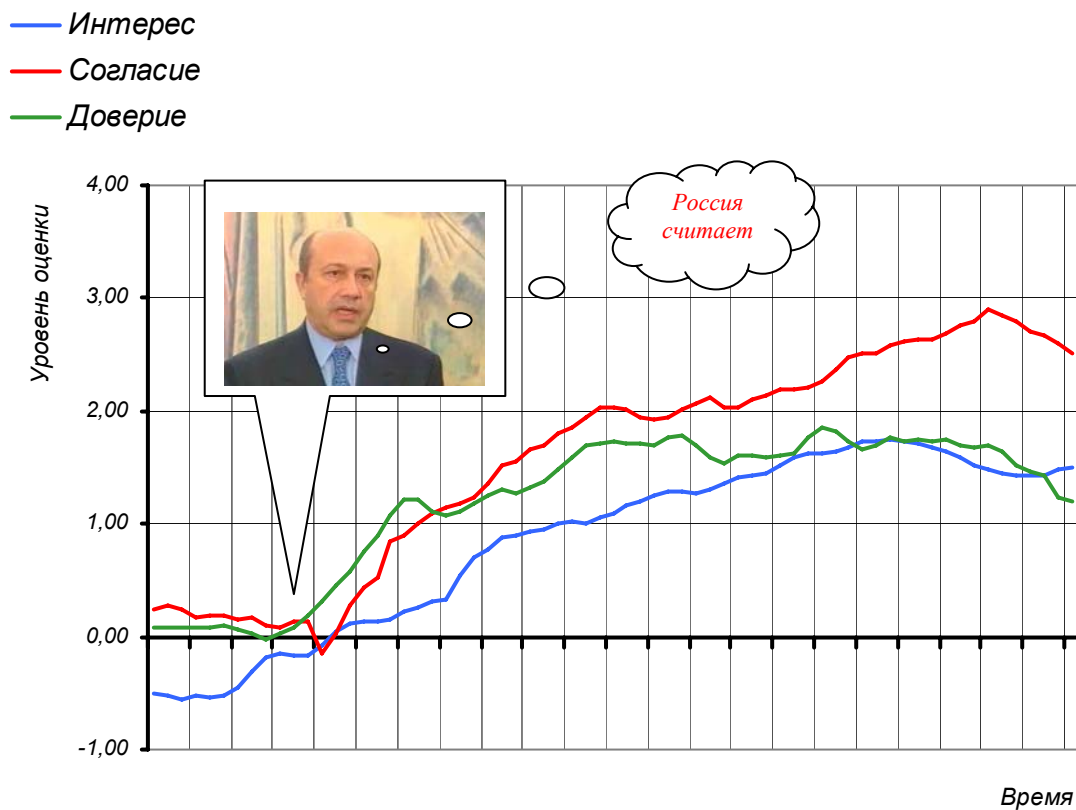 Интерес
Согласие
Доверие
Уровень оценки
4,00
3,00
2,00
1,00
0,00
-1,00
Россия
считает
Время